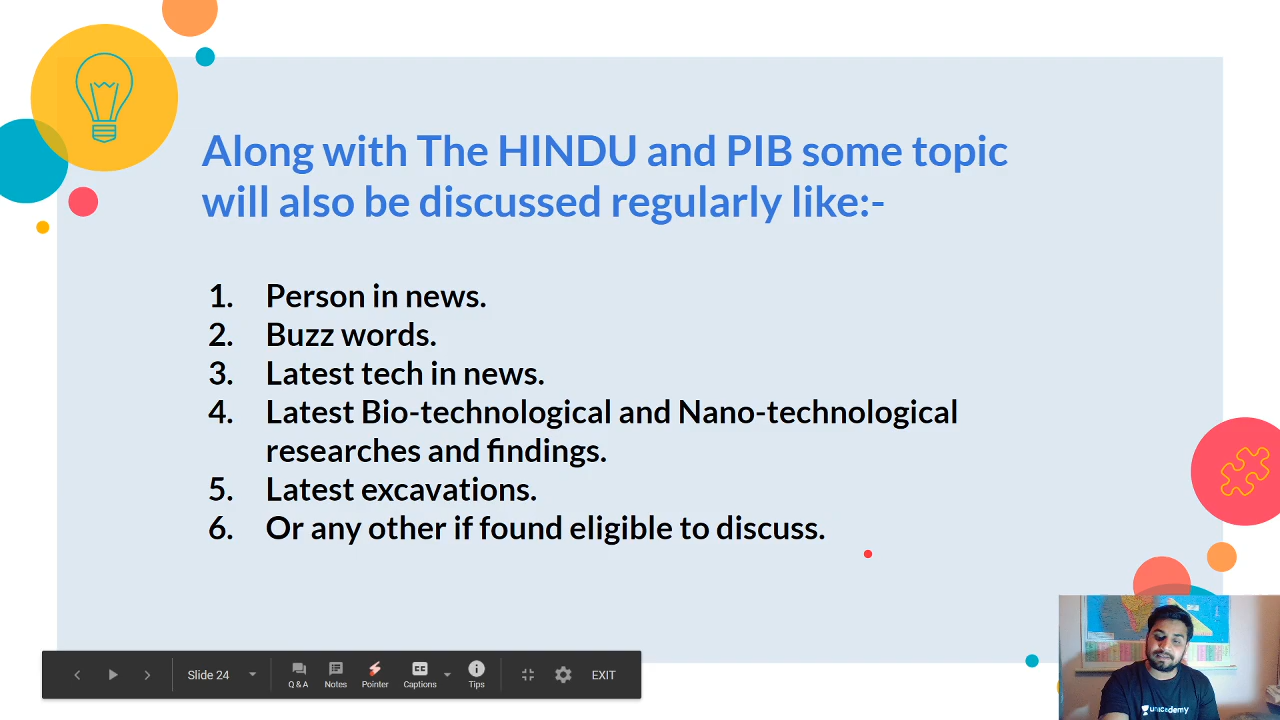 Along with The HINDU and PIB some topic
will also be discussed regularly like:-
1. Person in news.
2. Buzz words.
3. Latest tech in news.
4. Latest Bio-technological and Nano-technological
researches and findings.
5. Latest excavations.
6. Or any other if found eligible to discuss.
Slide 24
Q&A
Notes
Pointer
CC
Captions
Tips
EXIT
unacademy